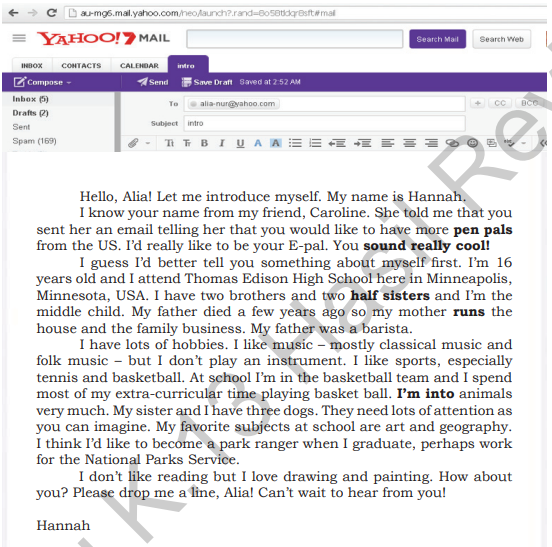 au-mg6.mail.yahoo.com/neo/launch?.rand=8o58tldqr8sft#mail
YAHOO!7 MAIL Search Mail Search Web
INBOX CONTACTS CALENDAR intro
Compose Send Save Draft Saved at 2:52 AM
Inbox (5) To alia-nur@yahoo.com + CC BCC
Drafts (2)
Sent Subject intro
Spam (169) Tt Tr B I U A A
Hello, Alia! Let me introduce myself. My name is Hannah.
I know your name from my friend, Caroline. She told me that you
sent her an email telling her that you would like to have more pen pals
from the US. I'd really like to be your E-pal. You sound really cool!
I guess I'd better tell you something about myself first. I'm 16
years old and I attend Thomas Edison High School here in Minneapolis,
Minnesota, USA. I have two brothers and two half sisters and I'm the
middle child. My father died a few years ago so my mother runs the
house and the family business. My father was a barista.
I have lots of hobbies. I like music – mostly classical music and
folk music – but I don't play an instrument. I like sports, especially
tennis and basketball. At school I'm in the basketball team and I spend
most of my extra-curricular time playing basket ball. I'm into animals
very much. My sister and I have three dogs. They need lots of attention as
you can imagine. My favorite subjects at school are art and geography.
I think I'd like to become a park ranger when I graduate, perhaps work
for the National Parks Service.
I don't like reading but I love drawing and painting. How about
you? Please drop me a line, Alia! Can't wait to hear from you!
Hannah
K.13 Hasil Rev